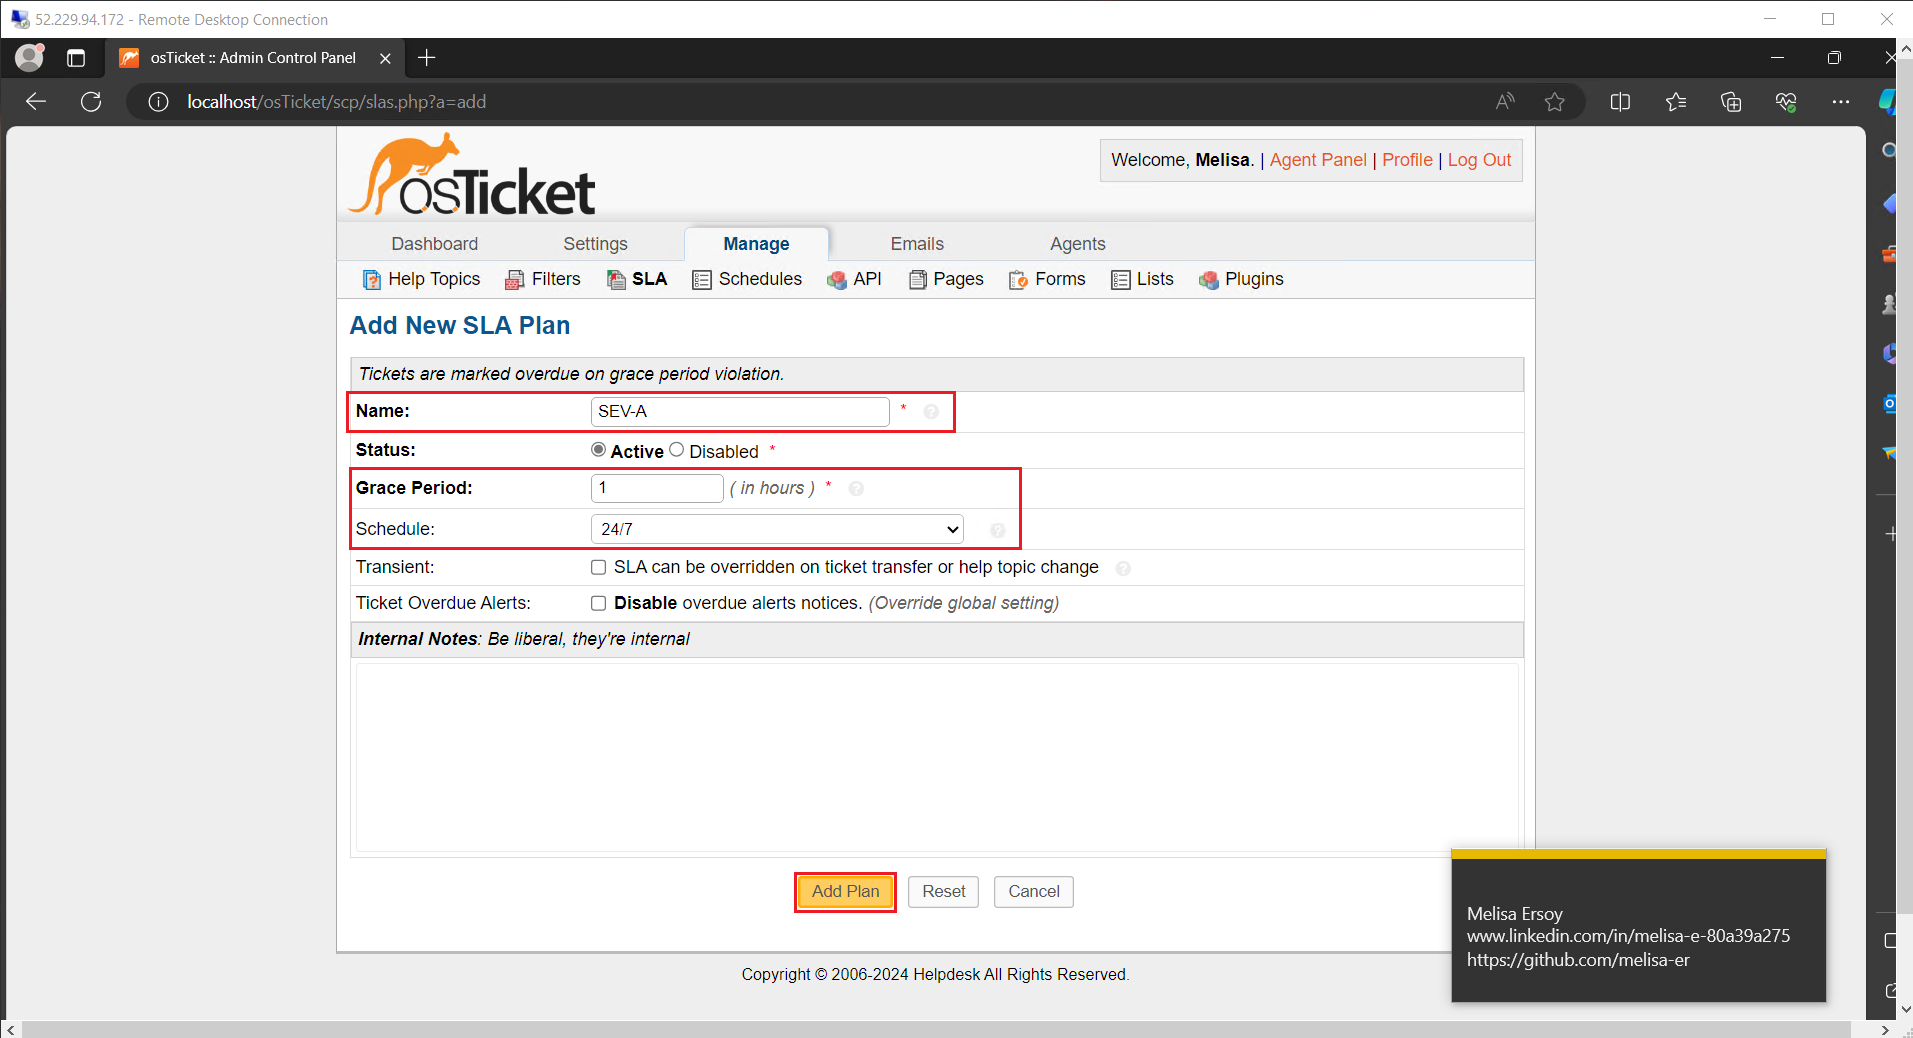 52.229.94.172 - Remote Desktop Connection
osTicket :: Admin Control Panel
localhost/osTicket/scp/slas.php?a=add
osTicket
Welcome, Melisa. | Agent Panel | Profile | Log Out
Dashboard Settings Manage Emails Agents
Help Topics Filters SLA Schedules API Pages Forms Lists Plugins
Add New SLA Plan
Tickets are marked overdue on grace period violation.
Name: SEV-A *
Status: Active Disabled *
Grace Period: 1 ( in hours ) *
Schedule: 24/7
Transient: SLA can be overridden on ticket transfer or help topic change
Ticket Overdue Alerts: Disable overdue alerts notices. (Override global setting)
Internal Notes: Be liberal, they're internal
Add Plan Reset Cancel
Melisa Ersoy
www.linkedin.com/in/melisa-e-80a39a275
https://github.com/melisa-er
Copyright © 2006-2024 Helpdesk All Rights Reserved.